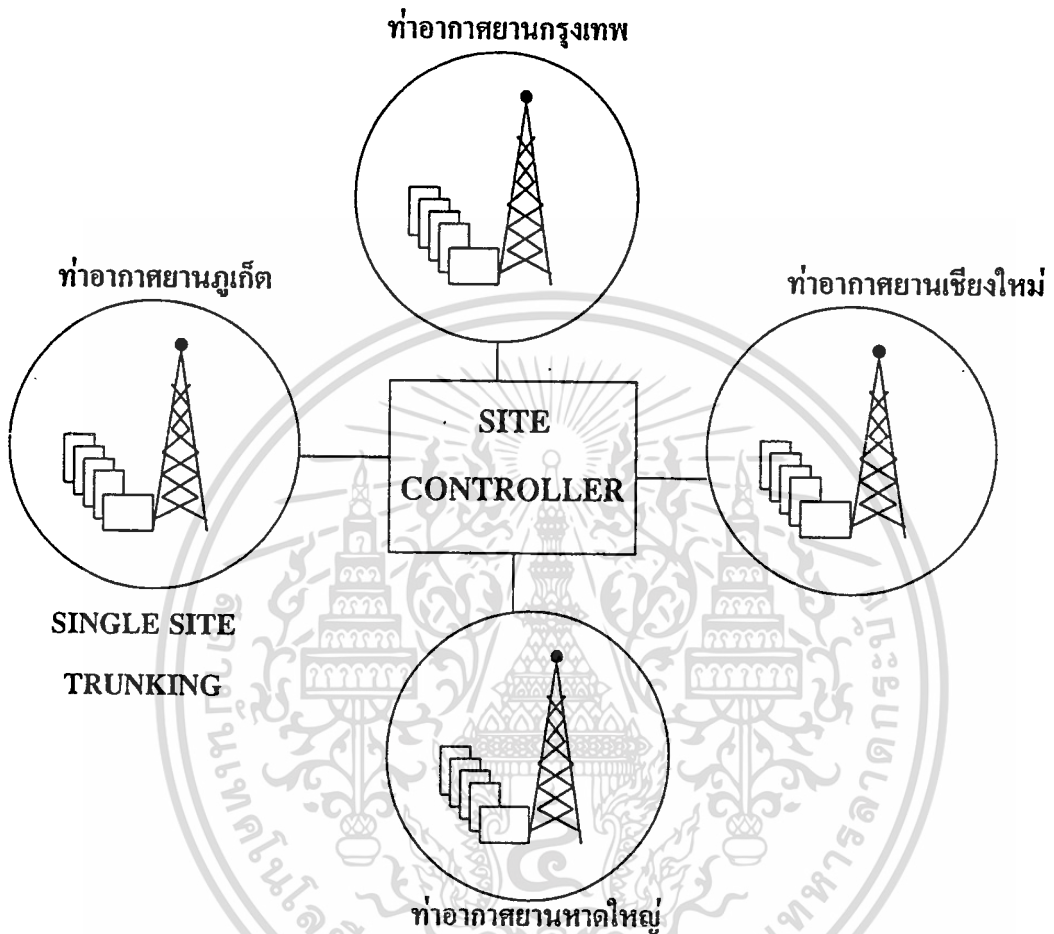 ท่าอากาศยานกรุงเทพ
ท่าอากาศยานภูเก็ต
ท่าอากาศยานเชียงใหม่
SITE
CONTROLLER
SINGLE SITE
TRUNKING
ท่าอากาศยานหาดใหญ่